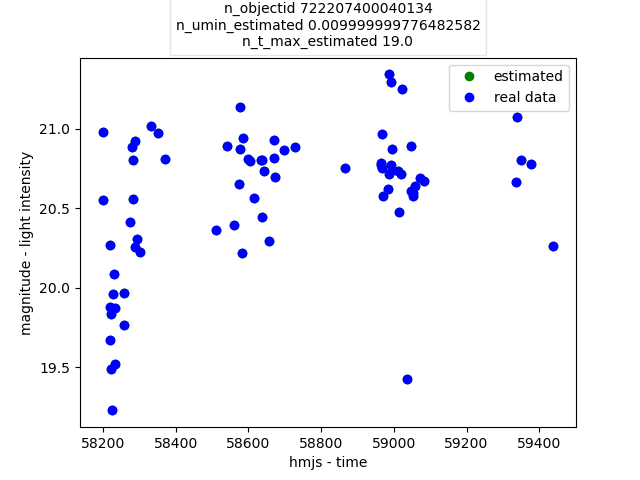 n_objectid 722207400040134
n_umin_estimated 0.009999999776482582
n_t_max_estimated 19.0
estimated
real data
magnitude - light intensity
21.0
20.5
20.0
19.5
58200 58400 58600 58800 59000 59200 59400
hmjs - time